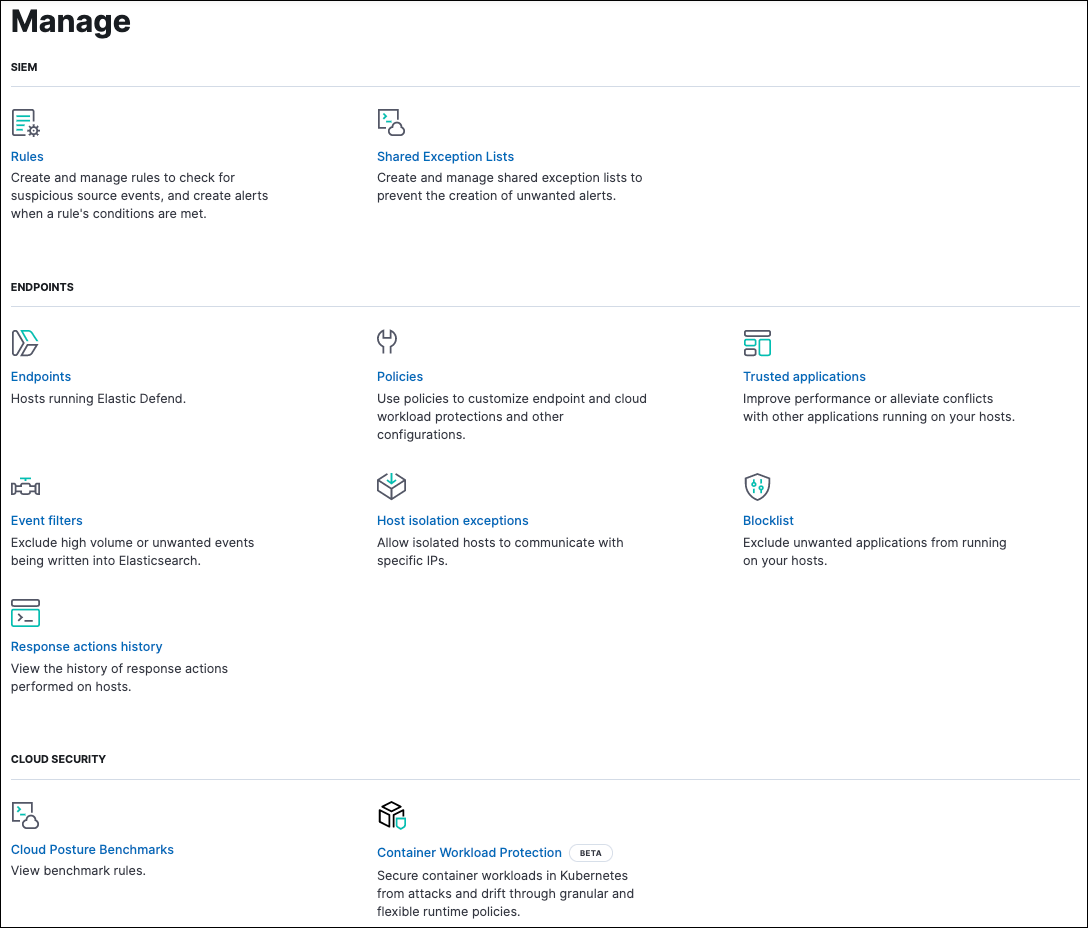 Manage
SIEM
Rules
Create and manage rules to check for
suspicious source events, and create alerts
when a rule's conditions are met.
Shared Exception Lists
Create and manage shared exception lists to
prevent the creation of unwanted alerts.
ENDPOINTS
Endpoints
Hosts running Elastic Defend.
Policies
Use policies to customize endpoint and cloud
workload protections and other
configurations.
Trusted applications
Improve performance or alleviate conflicts
with other applications running on your hosts.
Event filters
Exclude high volume or unwanted events
being written into Elasticsearch.
Host isolation exceptions
Allow isolated hosts to communicate with
specific IPs.
Blocklist
Exclude unwanted applications from running
on your hosts.
Response actions history
View the history of response actions
performed on hosts.
CLOUD SECURITY
Cloud Posture Benchmarks
View benchmark rules.
Container Workload Protection BETA
Secure container workloads in Kubernetes
from attacks and drift through granular and
flexible runtime policies.